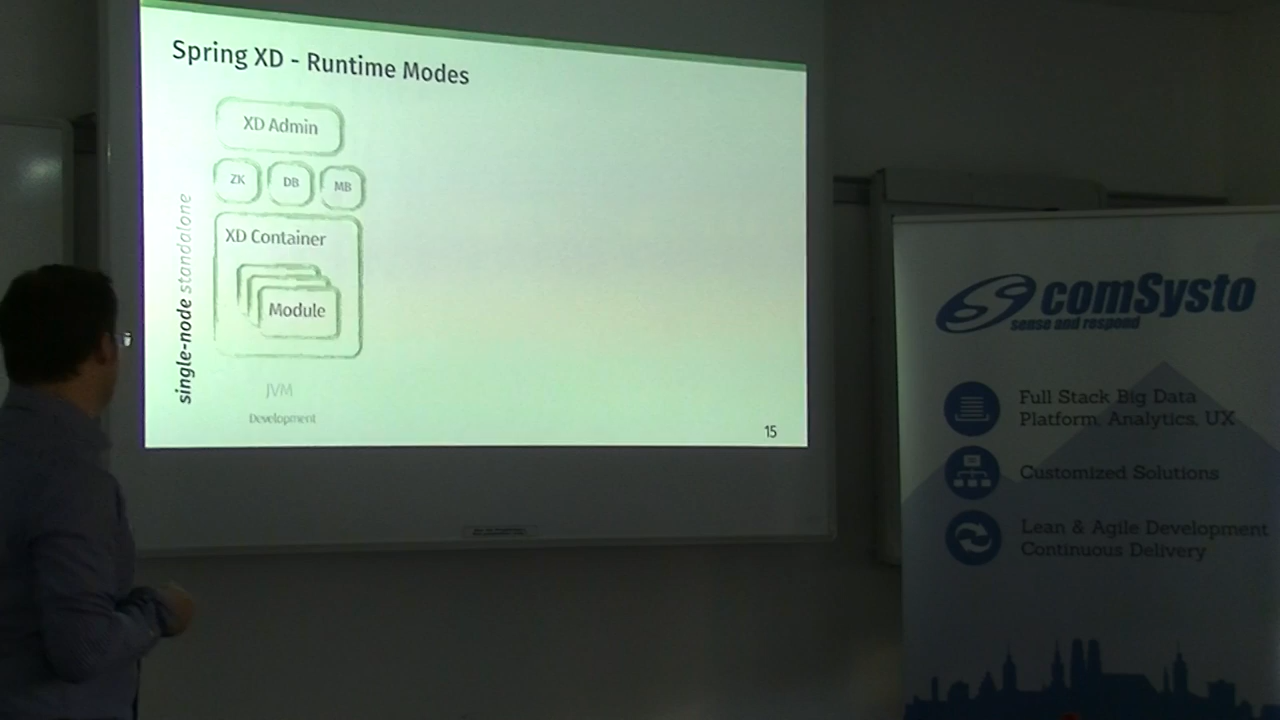 Spring XD - Runtime Modes
XD Admin
ZK DB MB
XD Container
Module
single-node standalone
JVM
Development
15
comSysto
sense and respond
Full Stack Big Data
Platform, Analytics, UX
Customized Solutions
Lean & Agile Development
Continuous Delivery